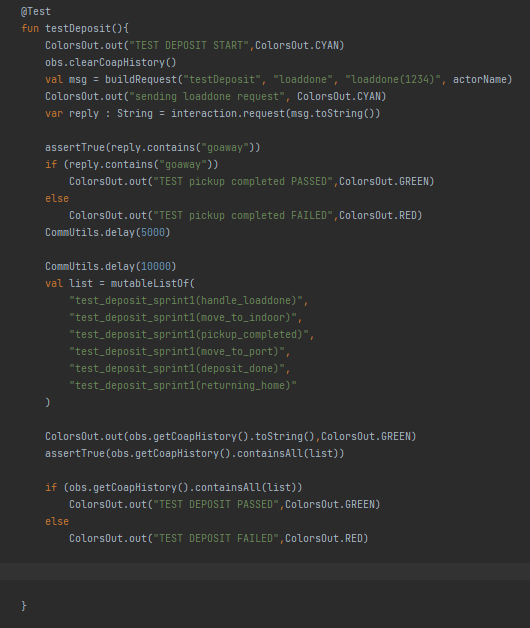 @Test
fun testDeposit(){
    ColorsOut.out("TEST DEPOSIT START",ColorsOut.CYAN)
    obs.clearCoapHistory()
    val msg = buildRequest("testDeposit", "loaddone", "loaddone(1234)", actorName)
    ColorsOut.out("sending loaddone request", ColorsOut.CYAN)
    var reply : String = interaction.request(msg.toString())

    assertTrue(reply.contains("goaway"))
    if (reply.contains("goaway"))
        ColorsOut.out("TEST pickup completed PASSED",ColorsOut.GREEN)
    else
        ColorsOut.out("TEST pickup completed FAILED",ColorsOut.RED)
    CommUtils.delay(5000)

    CommUtils.delay(10000)
    val list = mutableListOf(
        "test_deposit_sprint1(handle_loaddone)",
        "test_deposit_sprint1(move_to_indoor)",
        "test_deposit_sprint1(pickup_completed)",
        "test_deposit_sprint1(move_to_port)",
        "test_deposit_sprint1(deposit_done)",
        "test_deposit_sprint1(returning_home)"
    )

    ColorsOut.out(obs.getCoapHistory().toString(),ColorsOut.GREEN)
    assertTrue(obs.getCoapHistory().containsAll(list))

    if (obs.getCoapHistory().containsAll(list))
        ColorsOut.out("TEST DEPOSIT PASSED",ColorsOut.GREEN)
    else
        ColorsOut.out("TEST DEPOSIT FAILED",ColorsOut.RED)

}